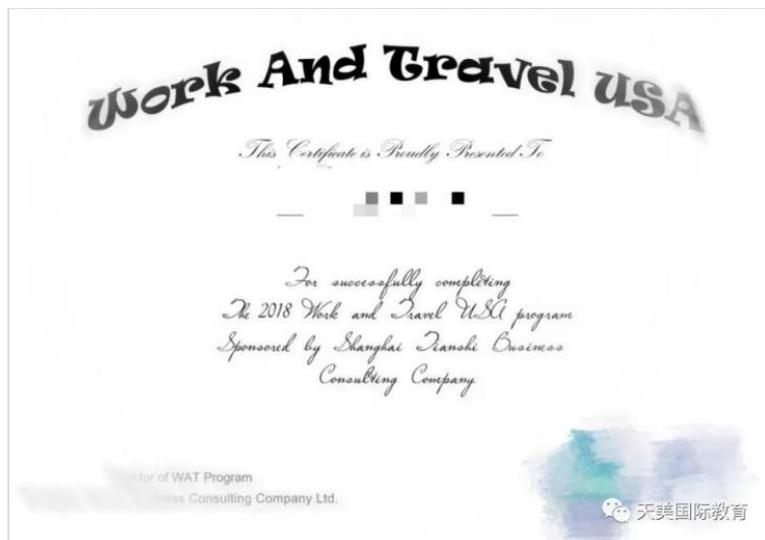 Work And Travel USA
This Certificate is Proudly Presented To
For successfully completing
The 2018 Work and Travel USA program
Sponsored by Shanghai Tianshi Business
Consulting Company
of WAT Program
Consulting Company Ltd.
天美国际教育